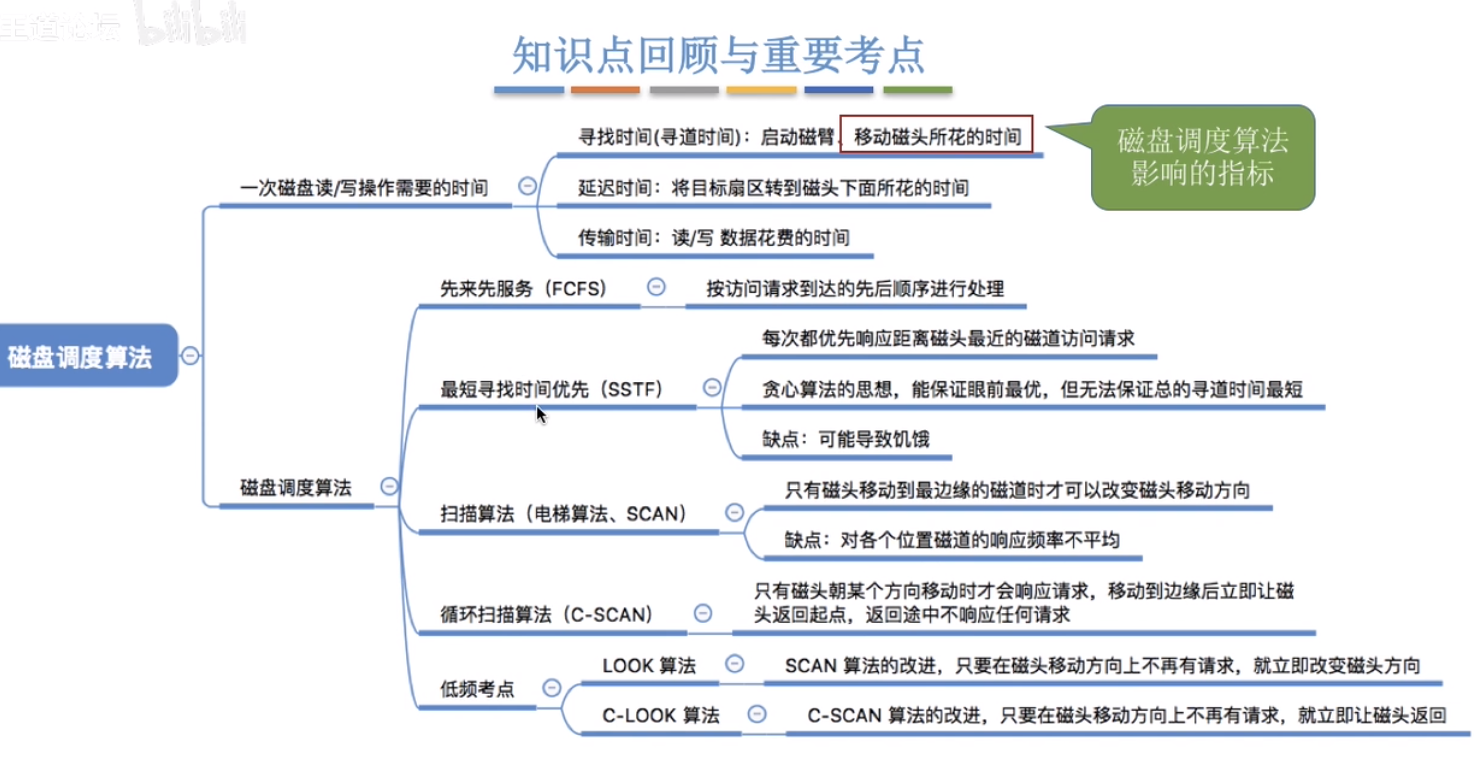 王道论坛 bilibili
知识点回顾与重要考点
寻找时间(寻道时间)：启动磁臂、移动磁头所花的时间
磁盘调度算法
影响的指标
一次磁盘读/写操作需要的时间
延迟时间：将目标扇区转到磁头下面所花的时间
传输时间：读/写 数据花费的时间
磁盘调度算法
先来先服务（FCFS）
按访问请求到达的先后顺序进行处理
每次都优先响应距离磁头最近的磁道访问请求
最短寻找时间优先（SSTF）
贪心算法的思想，能保证眼前最优，但无法保证总的寻道时间最短
缺点：可能导致饥饿
磁盘调度算法
只有磁头移动到最边缘的磁道时才可以改变磁头移动方向
扫描算法（电梯算法、SCAN）
缺点：对各个位置磁道的响应频率不平均
循环扫描算法（C-SCAN）
只有磁头朝某个方向移动时才会响应请求，移动到边缘后立即让磁
头返回起点，返回途中不响应任何请求
低频考点
LOOK 算法
SCAN 算法的改进，只要在磁头移动方向上不再有请求，就立即改变磁头方向
C-LOOK 算法
C-SCAN 算法的改进，只要在磁头移动方向上不再有请求，就立即让磁头返回